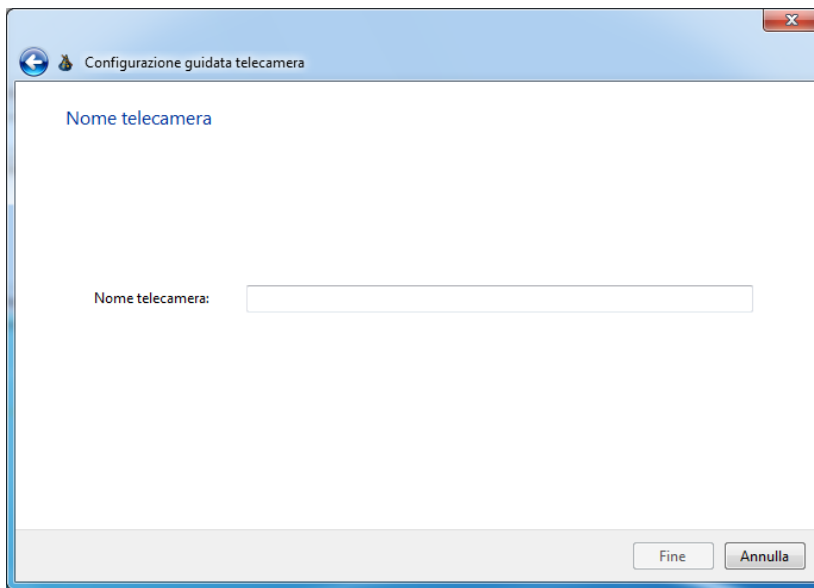 Configurazione guidata telecamera
Nome telecamera
Nome telecamera:
Fine
Annulla